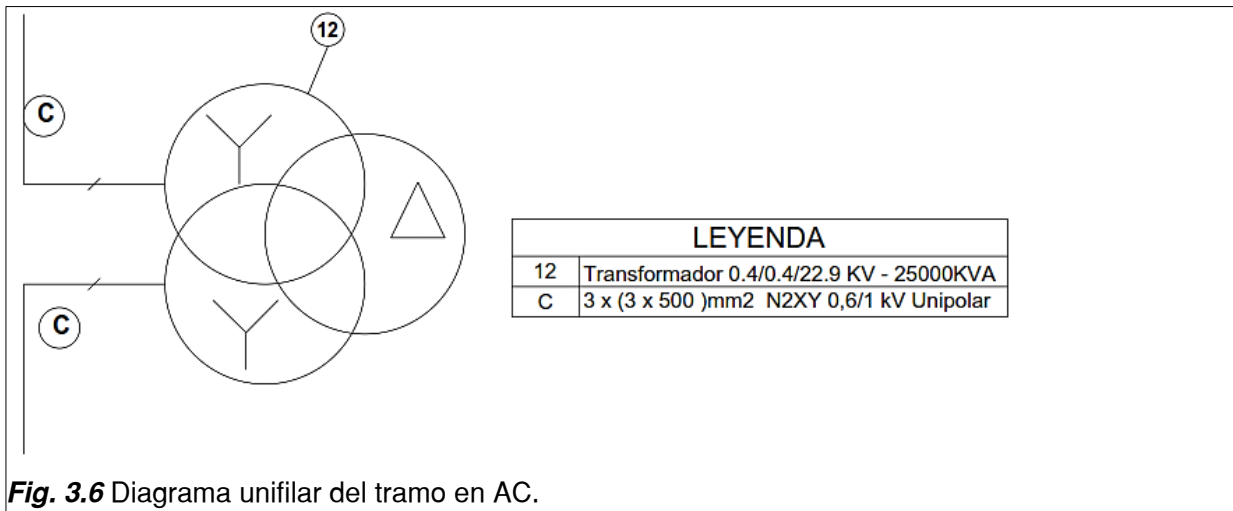 12
C
C
LEYENDA
12 Transformador 0.4/0.4/22.9 KV - 25000KVA
C 3 x (3 x 500 )mm2 N2XY 0,6/1 kV Unipolar
Fig. 3.6 Diagrama unifilar del tramo en AC.